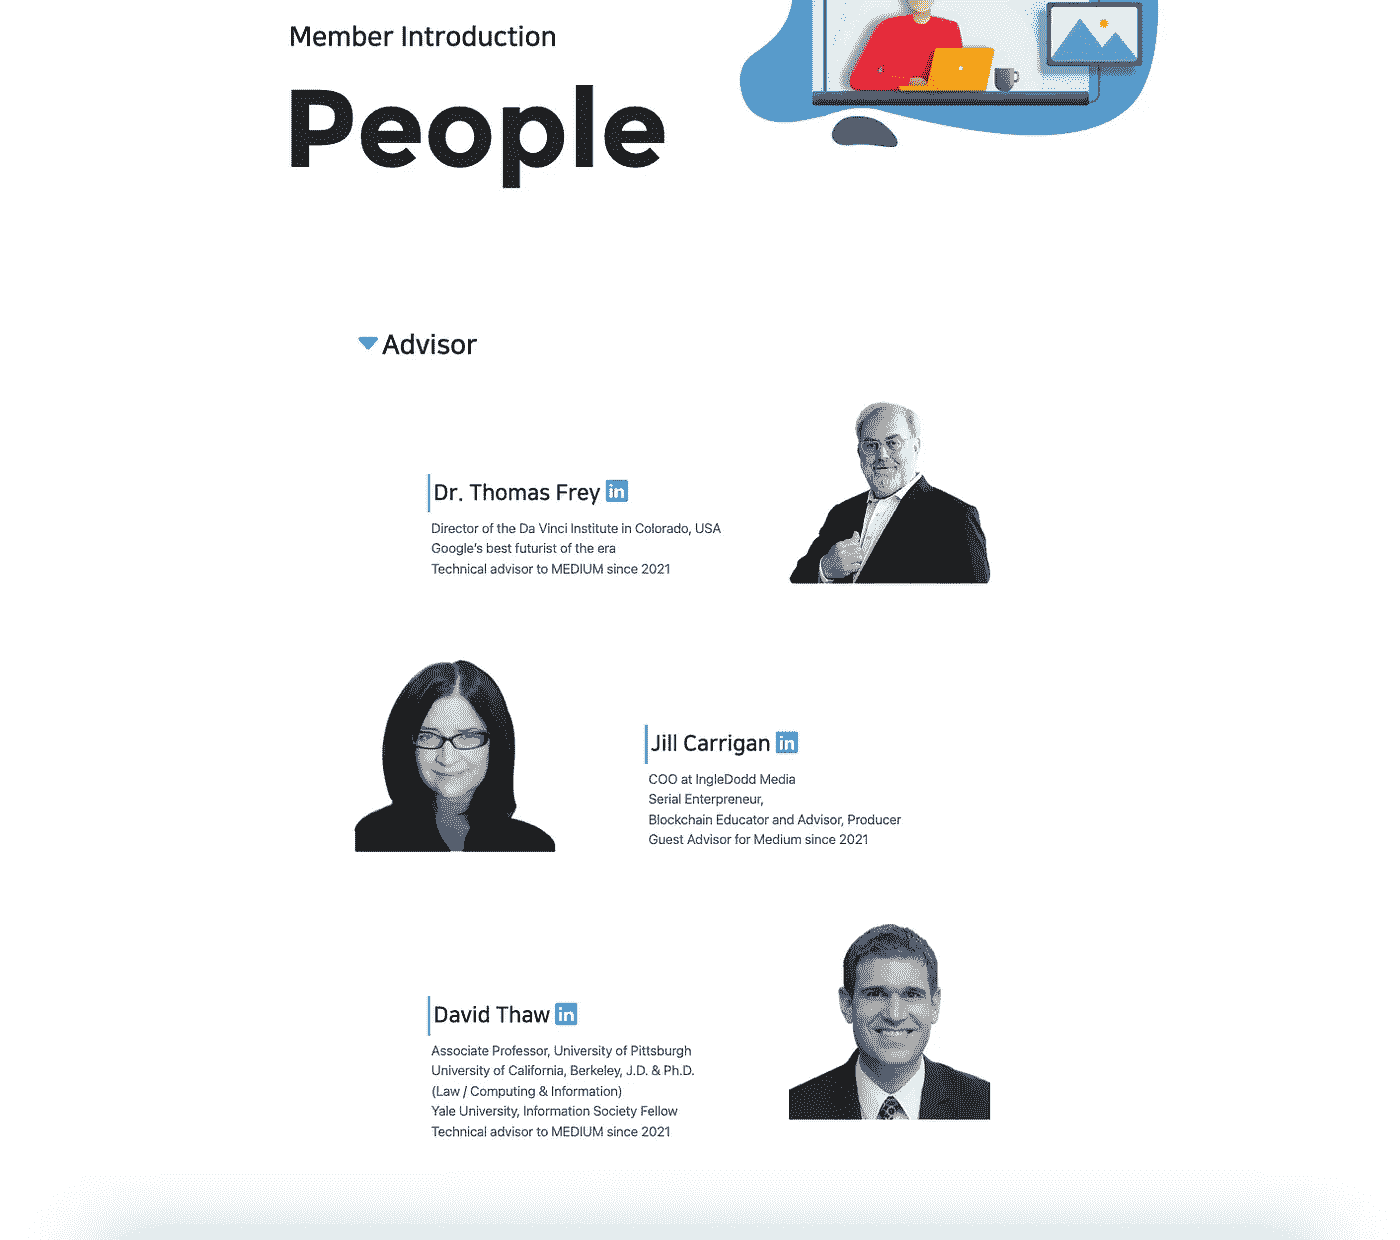 Member Introduction
People
Advisor
Dr. Thomas Frey in
Director of the Da Vinci Institute in Colorado, USA
Google's best futurist of the era
Technical advisor to MEDIUM since 2021
Jill Carrigan in
COO at IngleDodd Media
Serial Enterpreneur,
Blockchain Educator and Advisor, Producer
Guest Advisor for Medium since 2021
David Thaw in
Associate Professor, University of Pittsburgh
University of California, Berkeley, J.D. & Ph.D.
(Law / Computing & Information)
Yale University, Information Society Fellow
Technical advisor to MEDIUM since 2021